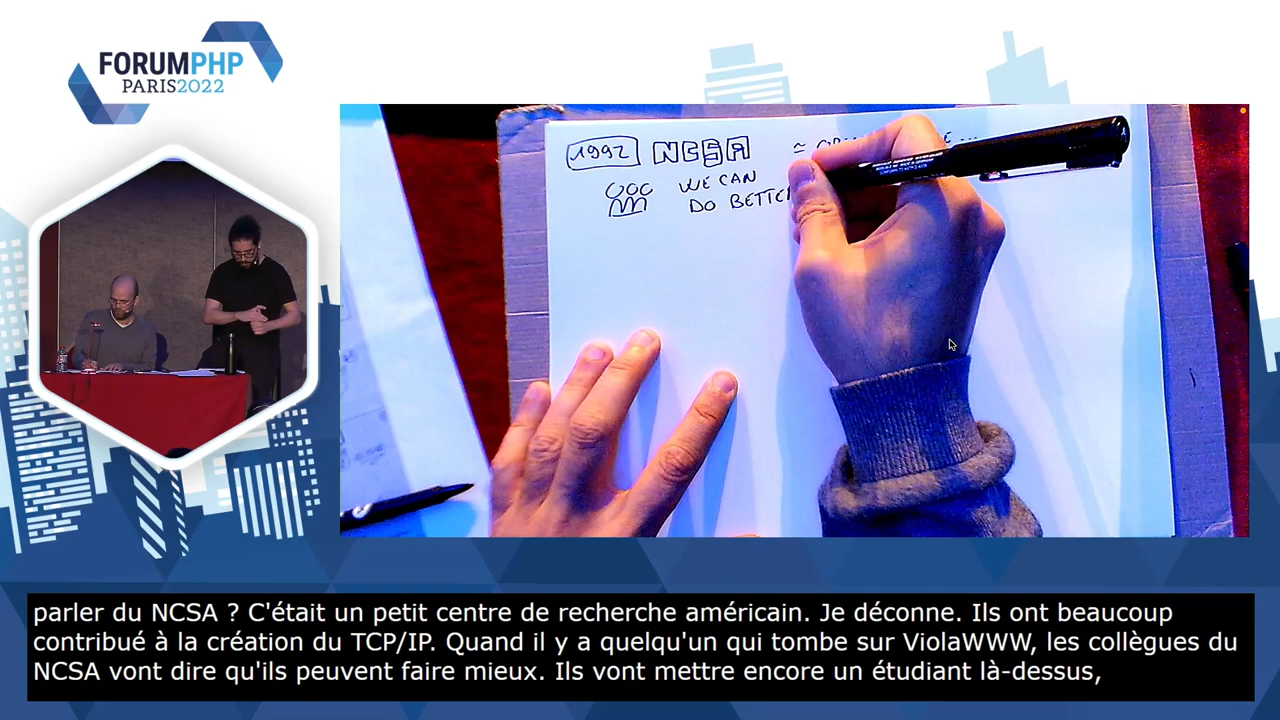 FORUMPHP
PARIS2022
1992 NCSA ≃
WE CAN
DO BETTER
parler du NCSA ? C'était un petit centre de recherche américain. Je déconne. Ils ont beaucoup
contribué à la création du TCP/IP. Quand il y a quelqu'un qui tombe sur ViolaWWW, les collègues du
NCSA vont dire qu'ils peuvent faire mieux. Ils vont mettre encore un étudiant là-dessus,